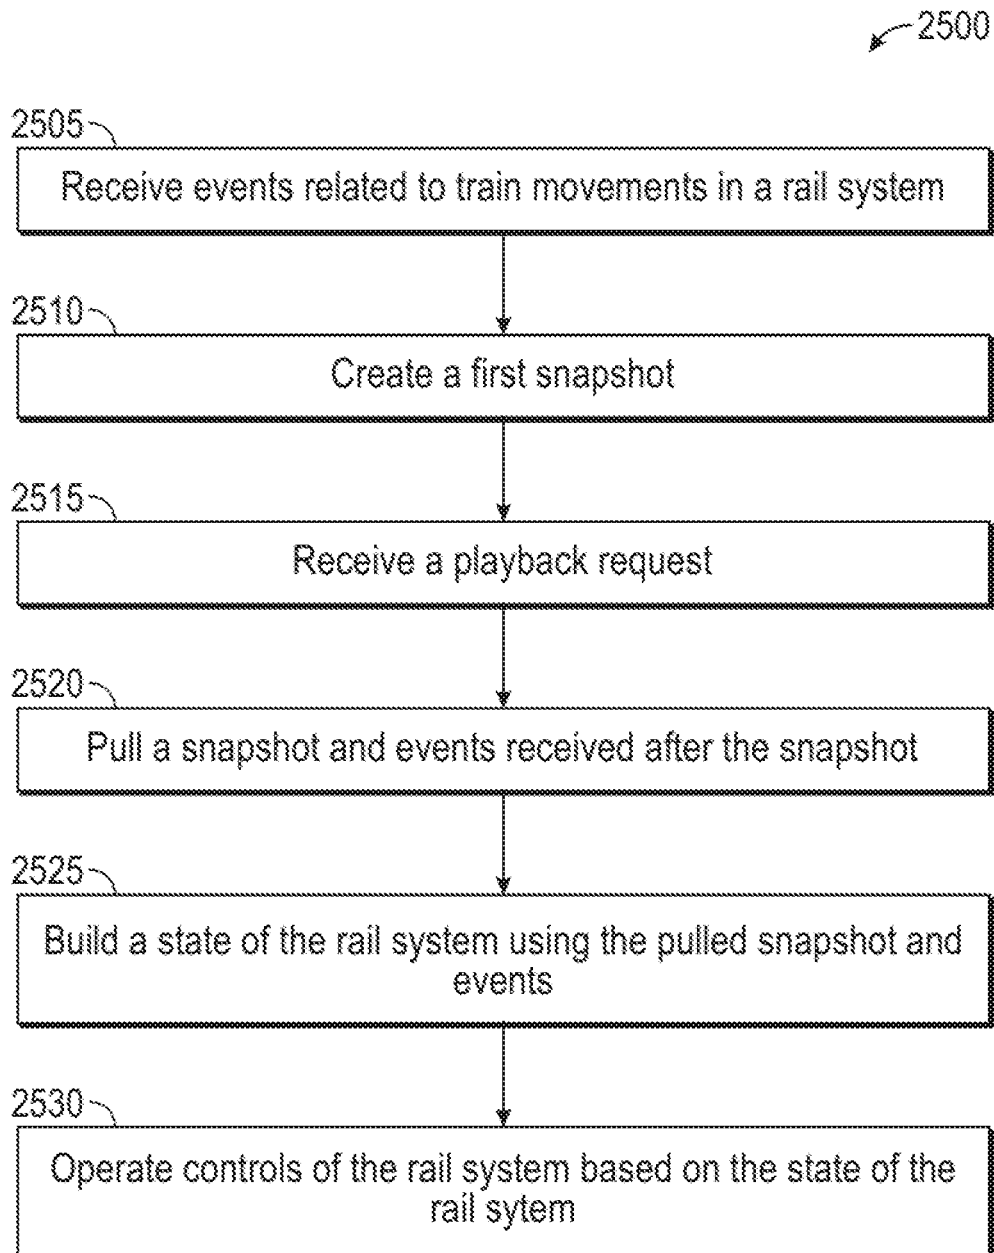 2500
2505
Receive events related to train movements in a rail system
2510
Create a first snapshot
2515
Receive a playback request
2520
Pull a snapshot and events received after the snapshot
2525
Build a state of the rail system using the pulled snapshot and
events
2530
Operate controls of the rail system based on the state of the
rail sytem